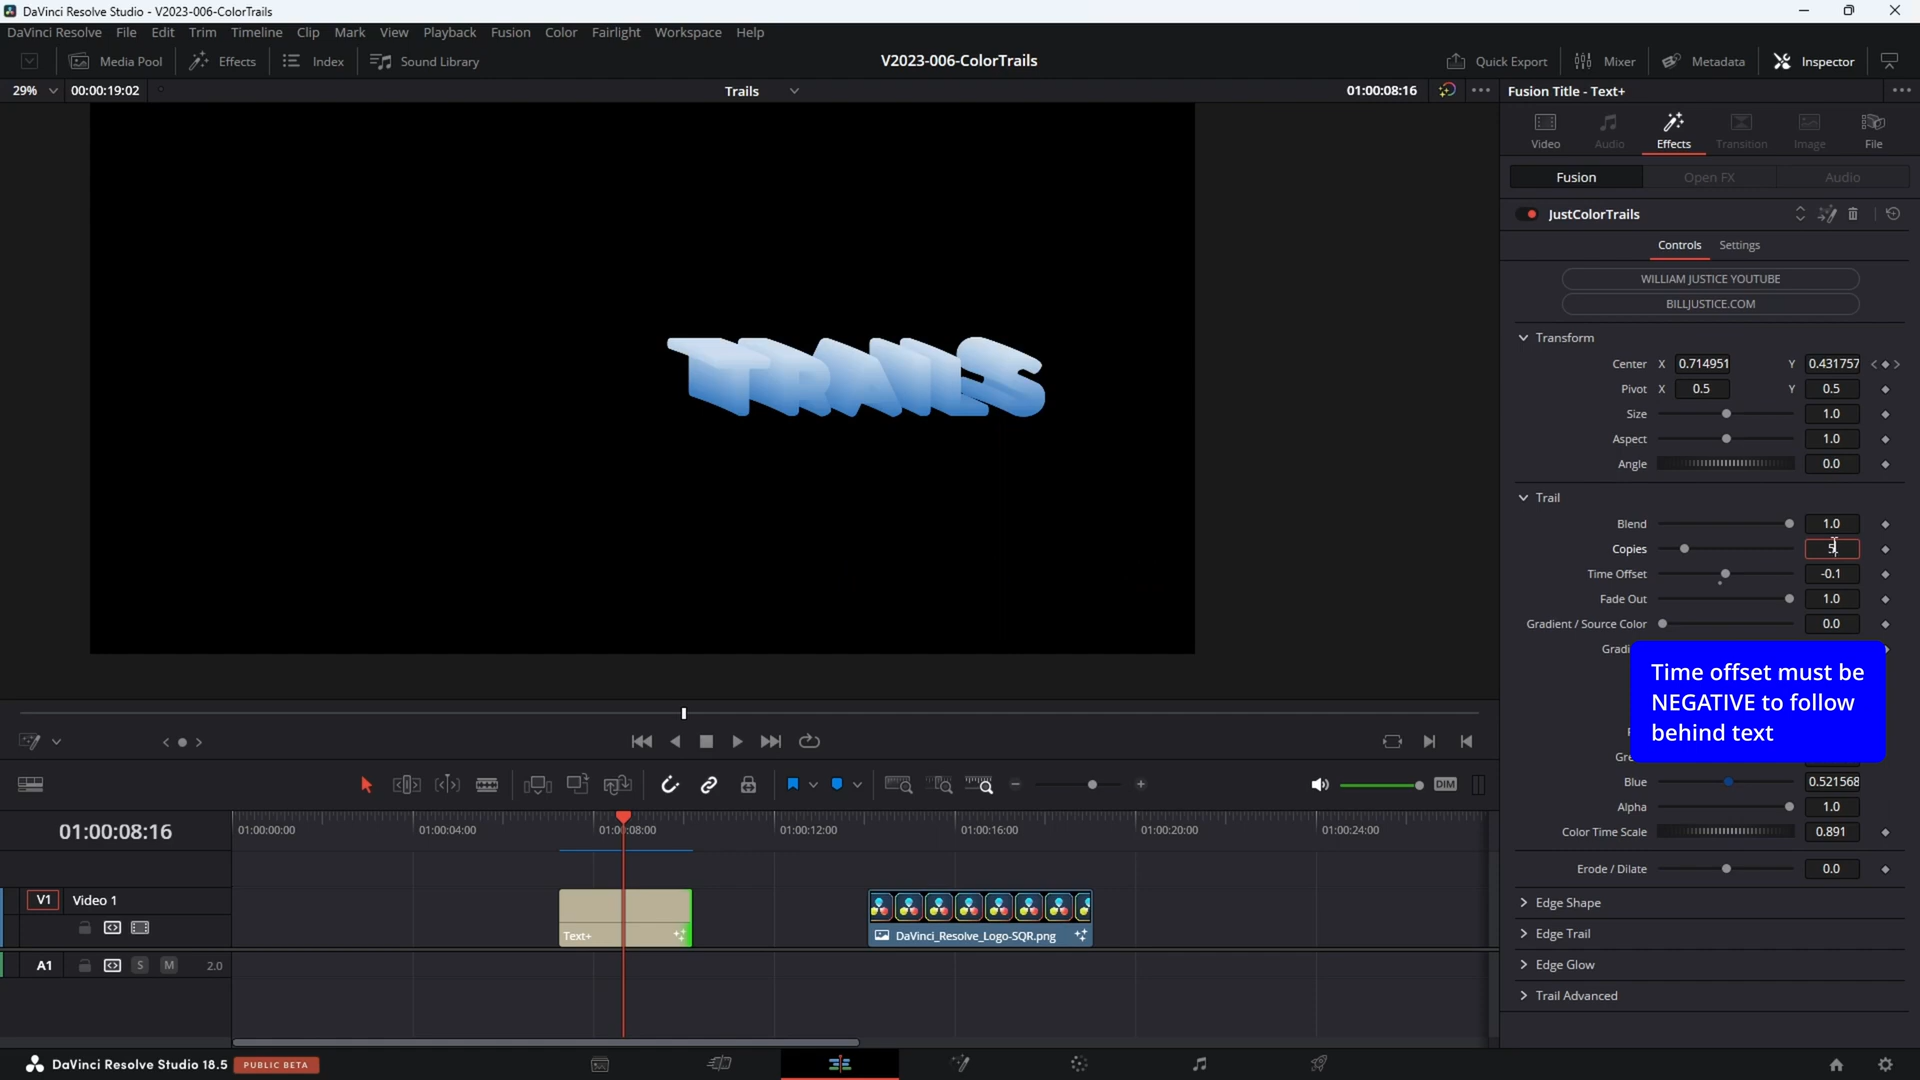 DaVinci Resolve Studio - V2023-006-ColorTrails
DaVinci Resolve File Edit Trim Timeline Clip Mark View Playback Fusion Color Fairlight Workspace Help
Media Pool Effects Index Sound Library V2023-006-ColorTrails Quick Export Mixer Metadata Inspector
29% 00:00:19:02 Trails 01:00:08:16 Fusion Title - Text+
Video Audio Effects Transition Image File
Fusion Open FX Audio
JustColorTrails
Controls Settings
WILLIAM JUSTICE YOUTUBE
BILLJUSTICE.COM
Transform
Center X 0.714951 Y 0.431757
Pivot X 0.5 Y 0.5
Size 1.0
Aspect 1.0
Angle 0.0
TRAILS
Trail
Blend 1.0
Copies 5
Time Offset -0.1
Fade Out 1.0
Gradient / Source Color 0.0
Time offset must be
NEGATIVE to follow
behind text
Blue 0.521568
Alpha 1.0
Color Time Scale 0.891
Erode / Dilate 0.0
Edge Shape
Edge Trail
Edge Glow
Trail Advanced
DIM
01:00:08:16 01:00:00:00 01:00:04:00 01:00:08:00 01:00:12:00 01:00:16:00 01:00:20:00 01:00:24:00
V1 Video 1
Text+ DaVinci_Resolve_Logo-SQR.png
A1 S M 2.0
DaVinci Resolve Studio 18.5 PUBLIC BETA